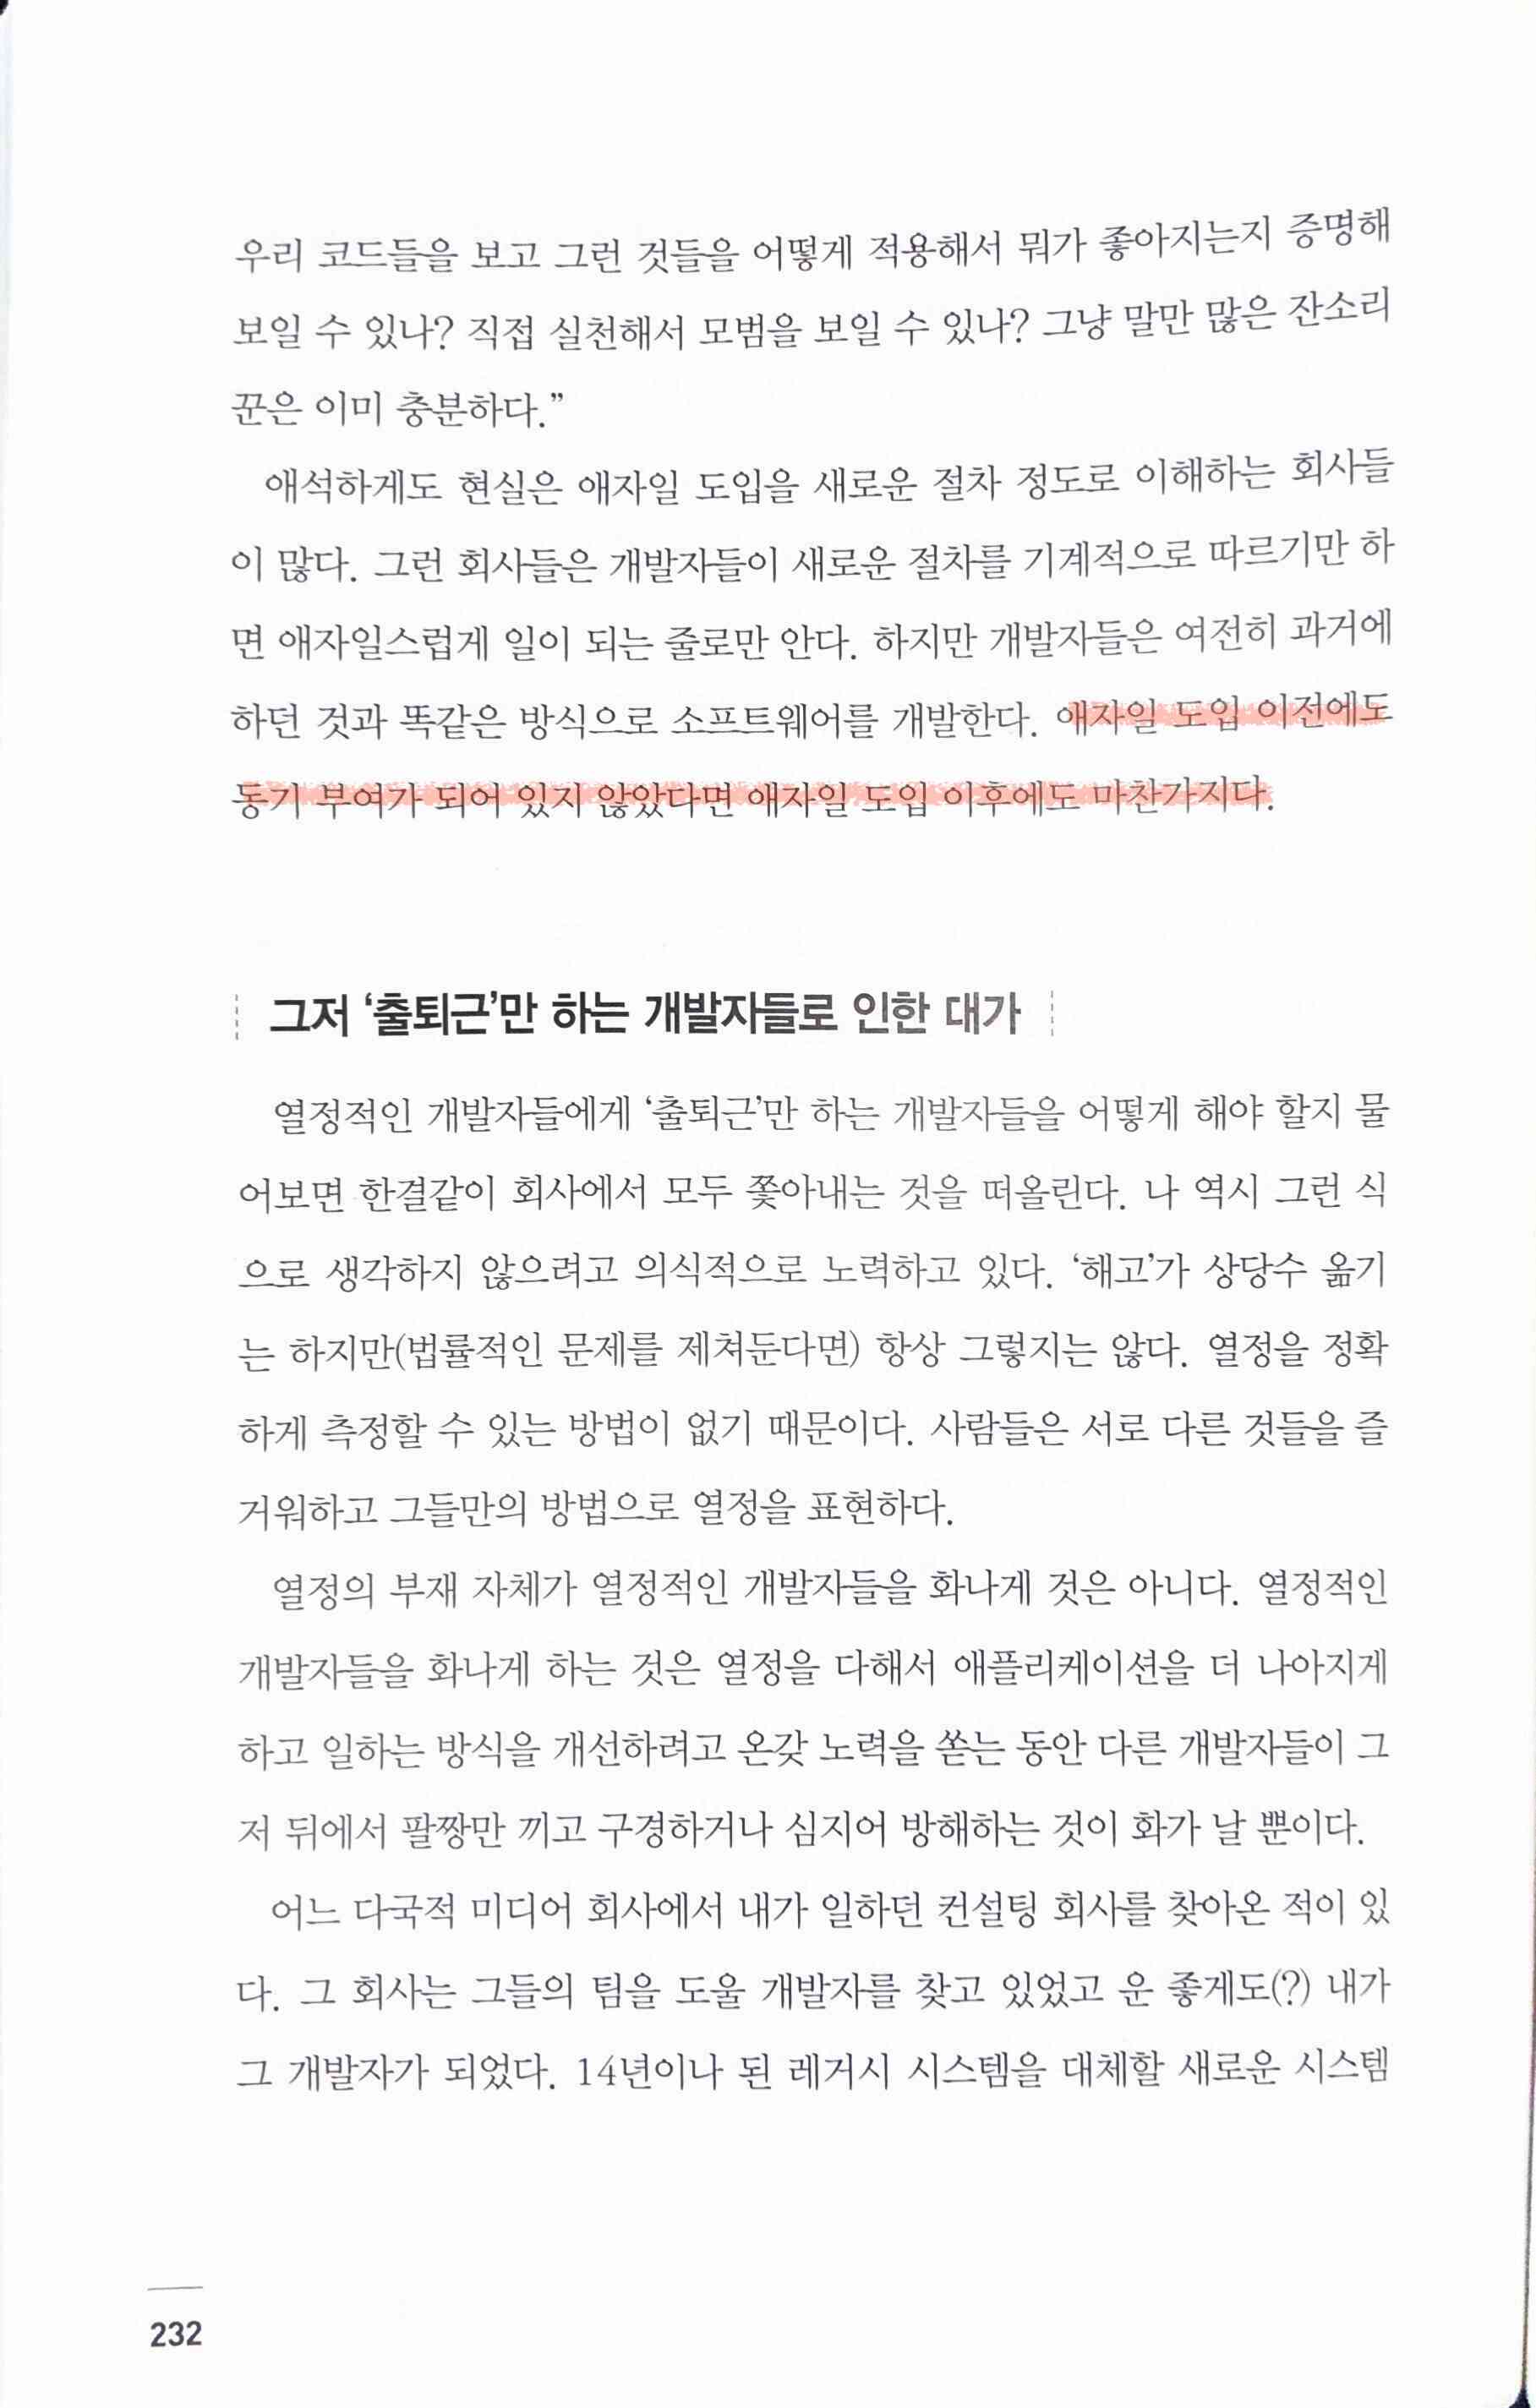 우리 코드들을 보고 그런 것들을 어떻게 적용해서 뭐가 좋아지는지 증명해
보일 수 있나? 직접 실천해서 모범을 보일 수 있나? 그냥 말만 많은 잔소리
꾼은 이미 충분하다.”
애석하게도 현실은 애자일 도입을 새로운 절차 정도로 이해하는 회사들
이 많다. 그런 회사들은 개발자들이 새로운 절차를 기계적으로 따르기만 하
면 애자일스럽게 일이 되는 줄로만 안다. 하지만 개발자들은 여전히 과거에
하던 것과 똑같은 방식으로 소프트웨어를 개발한다. 애자일 도입 이전에도
동기 부여가 되어 있지 않았다면 애자일 도입 이후에도 마찬가지다.
그저 ‘출퇴근’만 하는 개발자들로 인한 대가
열정적인 개발자들에게 ‘출퇴근’만 하는 개발자들을 어떻게 해야 할지 물
어보면 한결같이 회사에서 모두 쫓아내는 것을 떠올린다. 나 역시 그런 식
으로 생각하지 않으려고 의식적으로 노력하고 있다. ‘해고’가 상당수 옮기
는 하지만(법률적인 문제를 제쳐둔다면) 항상 그렇지는 않다. 열정을 정확
하게 측정할 수 있는 방법이 없기 때문이다. 사람들은 서로 다른 것들을 즐
거워하고 그들만의 방법으로 열정을 표현하다.
열정의 부재 자체가 열정적인 개발자들을 화나게 것은 아니다. 열정적인
개발자들을 화나게 하는 것은 열정을 다해서 애플리케이션을 더 나아지게
하고 일하는 방식을 개선하려고 온갖 노력을 쏟는 동안 다른 개발자들이 그
저 뒤에서 팔짱만 끼고 구경하거나 심지어 방해하는 것이 화가 날 뿐이다.
어느 다국적 미디어 회사에서 내가 일하던 컨설팅 회사를 찾아온 적이 있
다. 그 회사는 그들의 팀을 도울 개발자를 찾고 있었고 운 좋게도(?) 내가
그 개발자가 되었다. 14년이나 된 레거시 시스템을 대체할 새로운 시스템
232